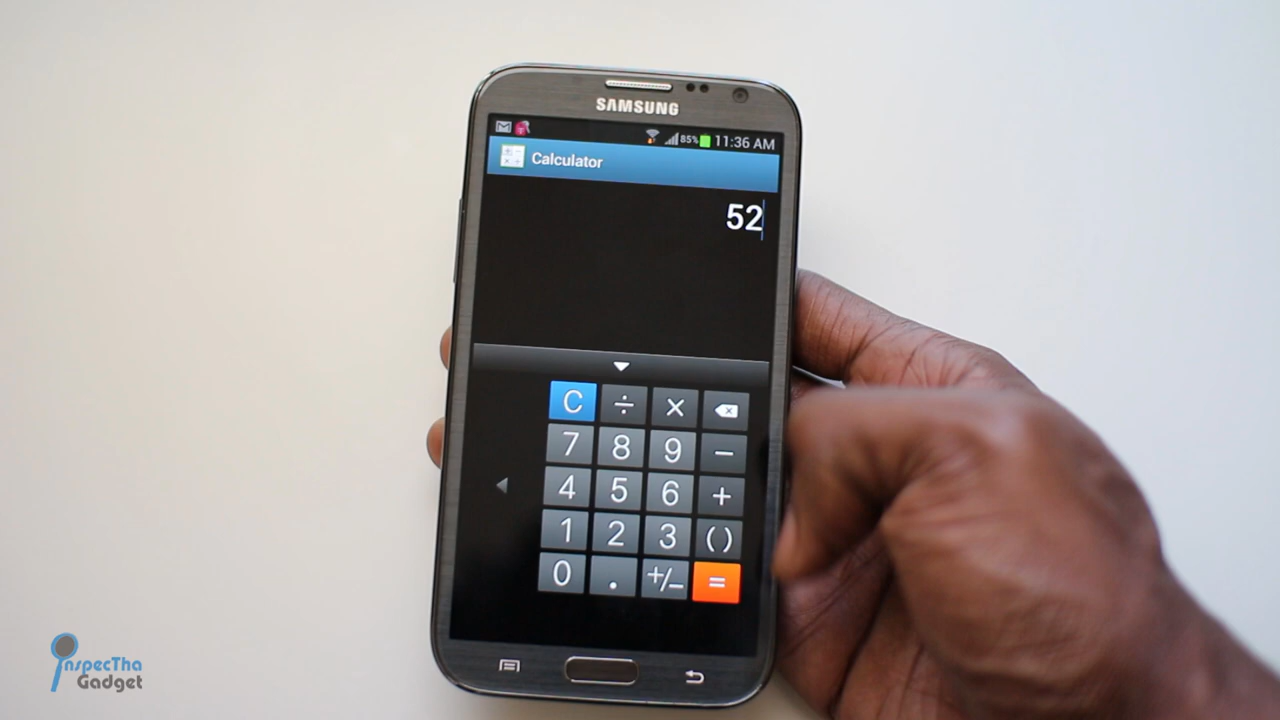 SAMSUNG
85% 11:36 AM
Calculator
52
C ÷ ×
7 8 9 −
4 5 6 +
1 2 3 ()
0 . +/− =
InspecTha
Gadget